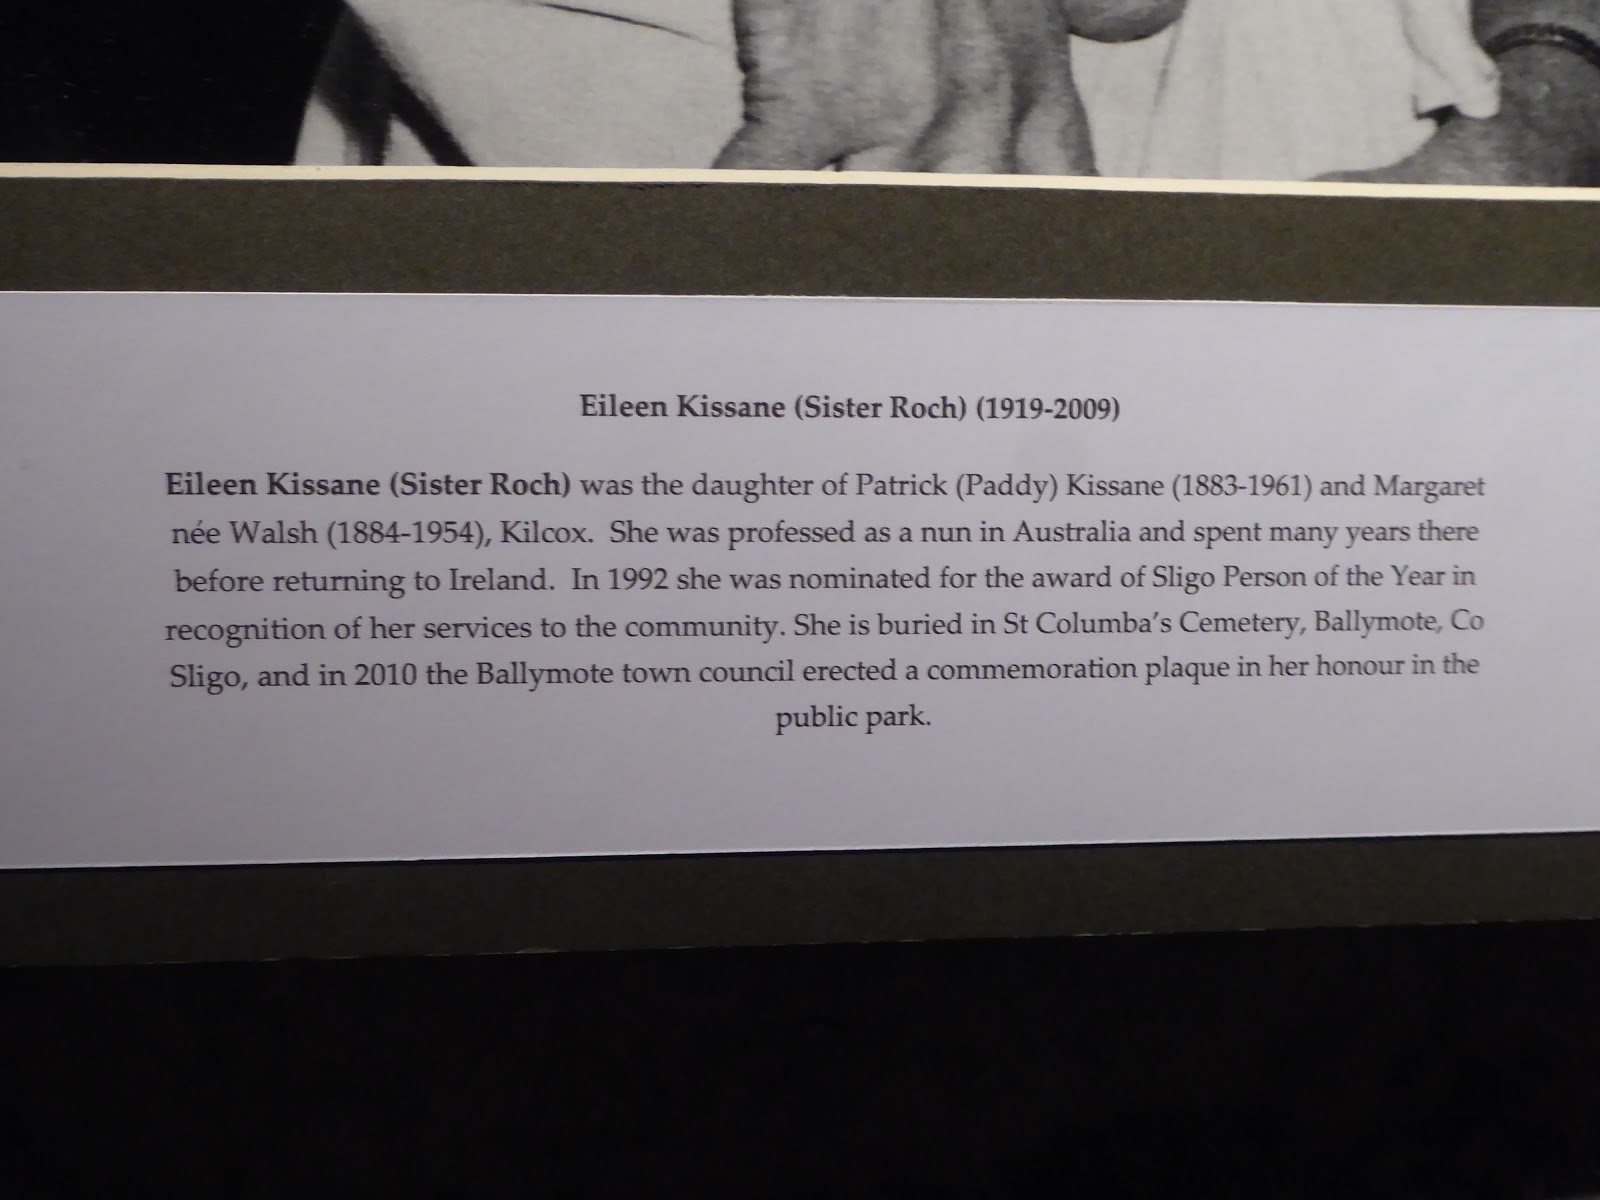 Eileen Kissane (Sister Roch) (1919-2009)
Eileen Kissane (Sister Roch) was the daughter of Patrick (Paddy) Kissane (1883-1961) and Margaret
née Walsh (1884-1954), Kilcox.  She was professed as a nun in Australia and spent many years there
before returning to Ireland.  In 1992 she was nominated for the award of Sligo Person of the Year in
recognition of her services to the community. She is buried in St Columba's Cemetery, Ballymote, Co
Sligo, and in 2010 the Ballymote town council erected a commemoration plaque in her honour in the
public park.